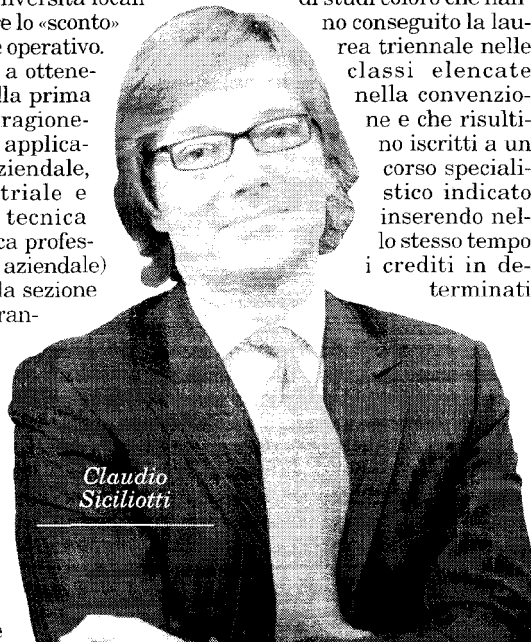 re lo «sconto»
e operativo.
a ottene-
lla prima
ragione-
applica-
ziendale,
triale e
tecnica
ca profes-
aziendale)
la sezione
ran-
di studi coloro che han-
no conseguito la lau-
rea triennale nelle
classi elencate
nella convenzio-
ne e che risulti-
no iscritti a un
corso speciali-
stico indicato
inserendo nel-
lo stesso tempo
i crediti in de-
terminati
Claudio
Siciliotti
e